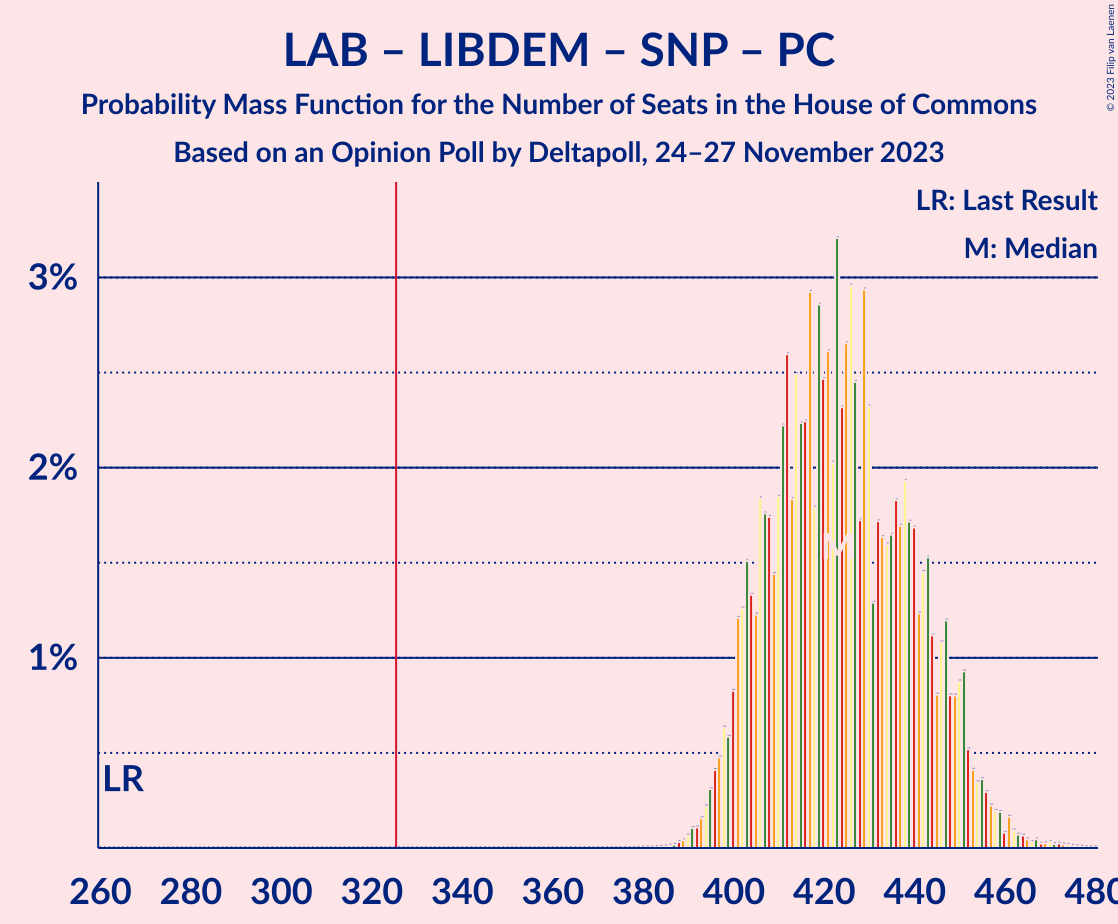 LAB – LIBDEM – SNP – PC
Probability Mass Function for the Number of Seats in the House of Commons
Based on an Opinion Poll by Deltapoll, 24–27 November 2023
© 2023 Filip van Laenen
LR: Last Result
M: Median
3%
2%
1%
M
LR
260 280 300 320 340 360 380 400 420 440 460 480